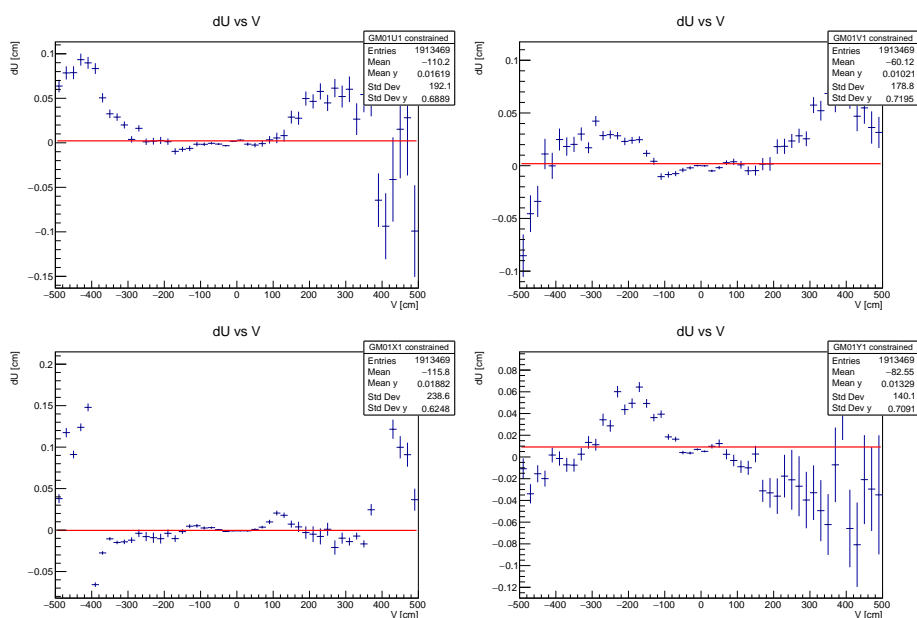 dU vs V
dU [cm]
GM01U1 constrained
Entries 1913469
Mean −110.2
Mean y 0.01619
Std Dev 192.1
Std Dev y 0.6889
0.1
0.05
0
−0.05
−0.1
−0.15
−500 −400 −300 −200 −100 0 100 200 300 400 500
V [cm]
dU vs V
dU [cm]
GM01V1 constrained
Entries 1913469
Mean −60.12
Mean y 0.01021
Std Dev 178.8
Std Dev y 0.7195
0.1
0.05
0
−0.05
−0.1
−500 −400 −300 −200 −100 0 100 200 300 400 500
V [cm]
dU vs V
dU [cm]
GM01X1 constrained
Entries 1913469
Mean −115.8
Mean y 0.01882
Std Dev 238.6
Std Dev y 0.6248
0.2
0.15
0.1
0.05
0
−0.05
−500 −400 −300 −200 −100 0 100 200 300 400 500
V [cm]
dU vs V
dU [cm]
GM01Y1 constrained
Entries 1913469
Mean −82.55
Mean y 0.01329
Std Dev 140.1
Std Dev y 0.7091
0.08
0.06
0.04
0.02
0
−0.02
−0.04
−0.06
−0.08
−0.1
−0.12
−500 −400 −300 −200 −100 0 100 200 300 400 500
V [cm]